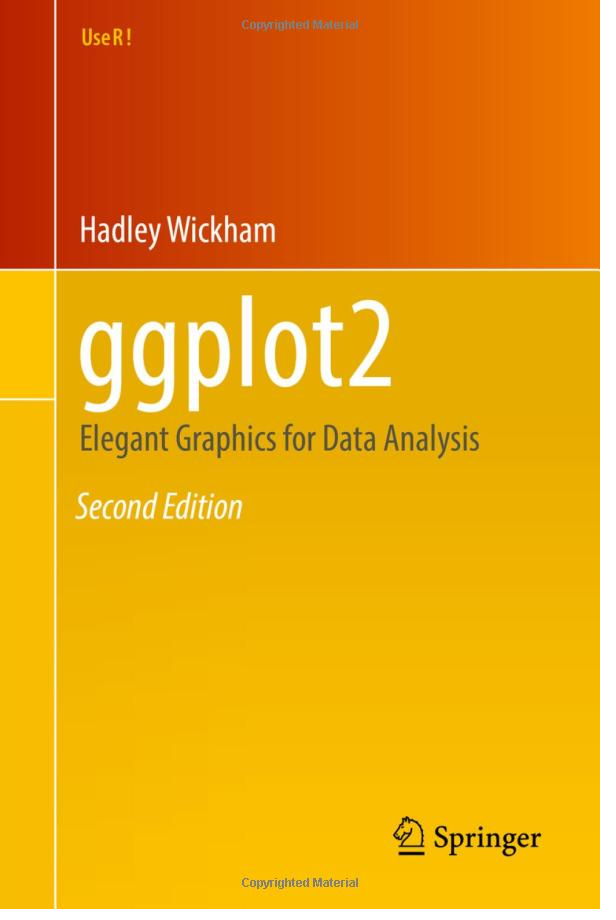 Copyrighted Material
Use R !
Hadley Wickham
ggplot2
Elegant Graphics for Data Analysis
Second Edition
Springer
Copyrighted Material